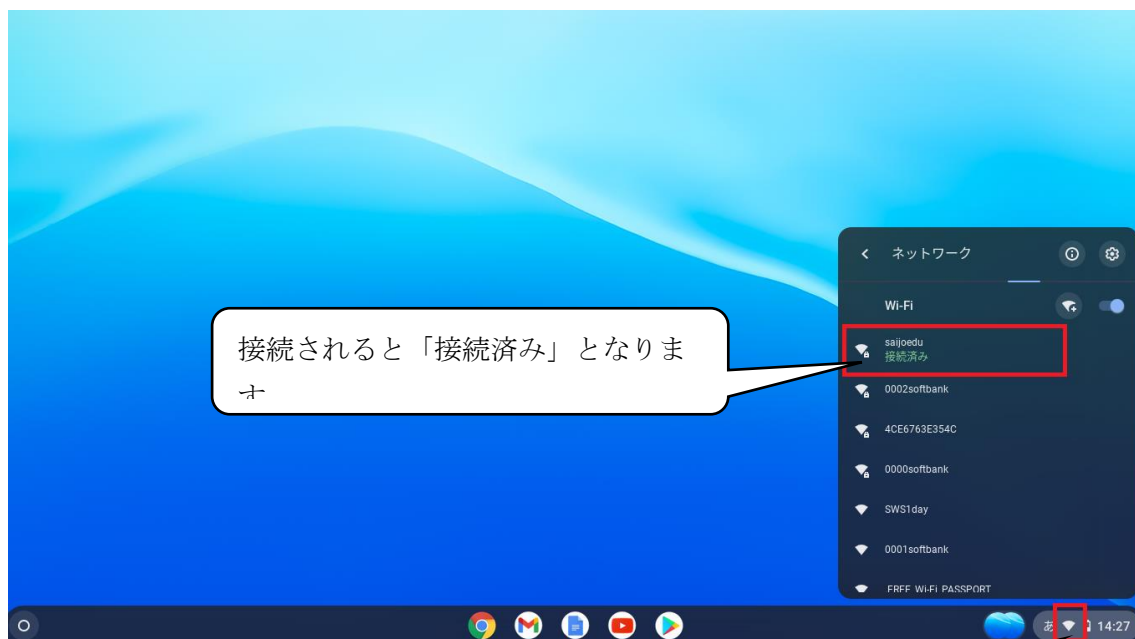 ネットワーク
Wi-Fi
saijoedu
接続済み
接続されると「接続済み」となりま
す
0002softbank
4CE6763E354C
0000softbank
SWS1day
0001softbank
FREE Wi-Fi PASSPORT
あ 14:27